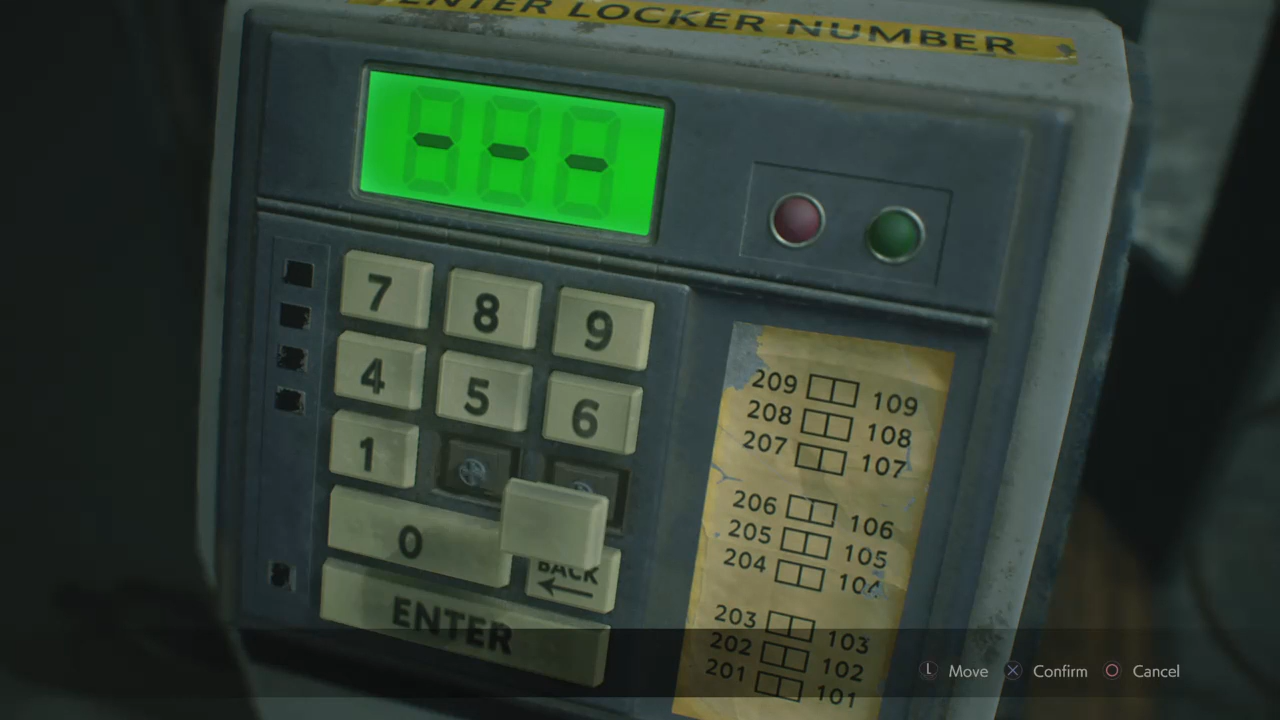 ENTER LOCKER NUMBER
- - -
7 8 9
4 5 6
1
0
BACK
ENTER
209 109
208 108
207 107
206 106
205 105
204 104
203 103
202 102
201 101
L Move Confirm Cancel